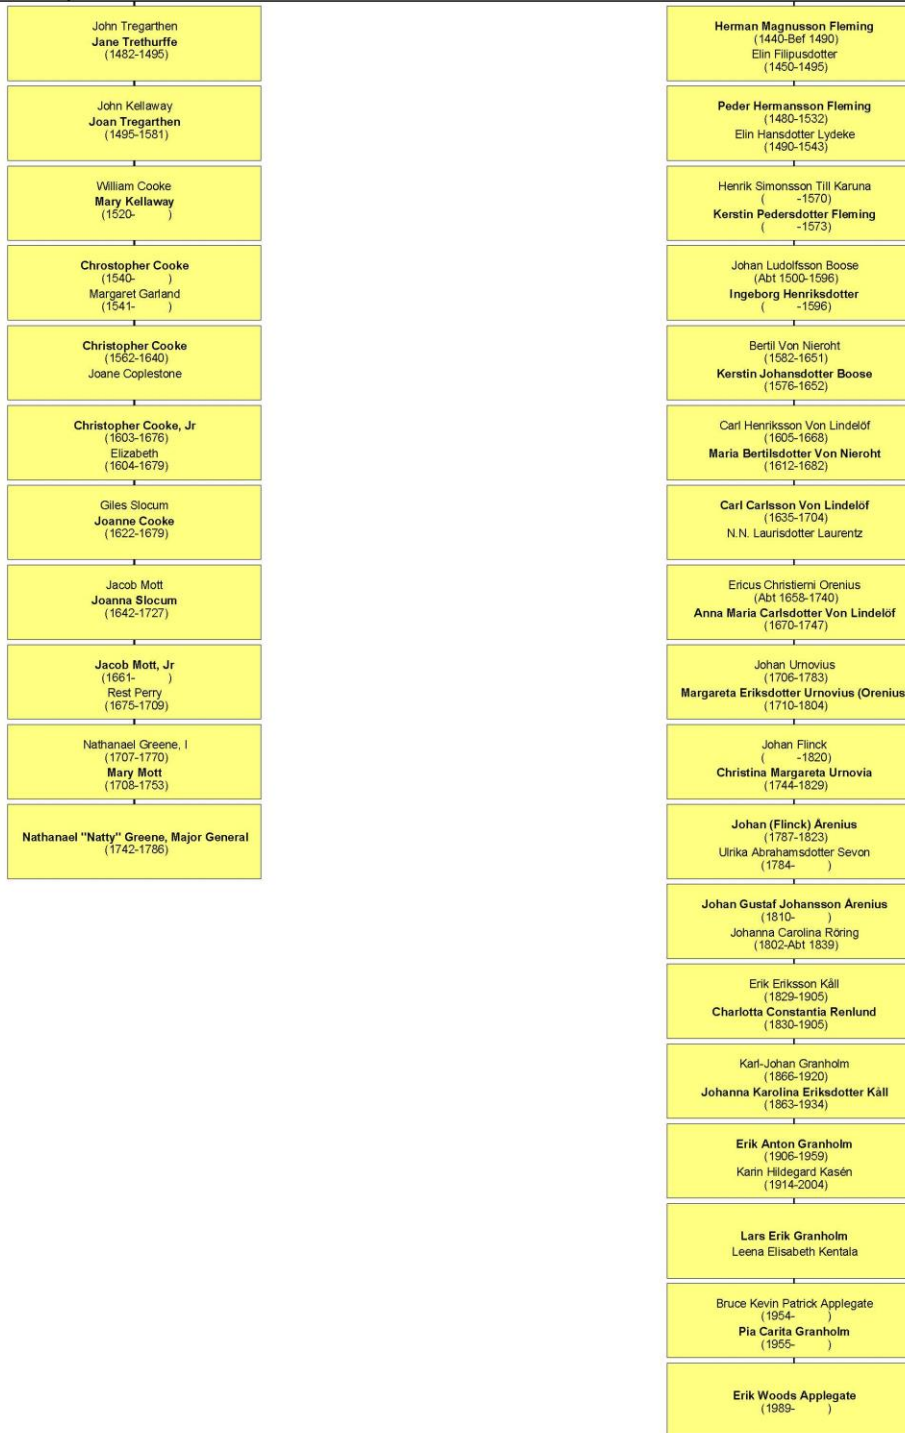 John Tregarthen
Jane Trethurffe
(1482-1495)
John Kellaway
Joan Tregarthen
(1495-1581)
William Cooke
Mary Kellaway
(1520- )
Chrostopher Cooke
(1540- )
Margaret Garland
(1541- )
Christopher Cooke
(1562-1640)
Joane Coplestone
Christopher Cooke, Jr
(1603-1676)
Elizabeth
(1604-1679)
Giles Slocum
Joanne Cooke
(1622-1679)
Jacob Mott
Joanna Slocum
(1642-1727)
Jacob Mott, Jr
(1661- )
Rest Perry
(1675-1709)
Nathanael Greene, I
(1707-1770)
Mary Mott
(1708-1753)
Nathanael "Natty" Greene, Major General
(1742-1786)
Herman Magnusson Fleming
(1440-Bef 1490)
Elin Filipusdotter
(1450-1495)
Peder Hermansson Fleming
(1480-1532)
Elin Hansdotter Lydeke
(1490-1543)
Henrik Simonsson Till Karuna
( -1570)
Kerstin Pedersdotter Fleming
( -1573)
Johan Ludolfsson Boose
(Abt 1500-1596)
Ingeborg Henriksdotter
( -1596)
Bertil Von Nieroht
(1582-1651)
Kerstin Johansdotter Boose
(1576-1652)
Carl Henriksson Von Lindelöf
(1605-1668)
Maria Bertilsdotter Von Nieroht
(1612-1682)
Carl Carlsson Von Lindelöf
(1635-1704)
N.N. Laurisdotter Laurentz
Ericus Christierni Orenius
(Abt 1658-1740)
Anna Maria Carlsdotter Von Lindelöf
(1670-1747)
Johan Urnovius
(1706-1783)
Margareta Eriksdotter Urnovius (Orenius
(1710-1804)
Johan Flinck
( -1820)
Christina Margareta Urnovia
(1744-1829)
Johan (Flinck) Årenius
(1787-1823)
Ulrika Abrahamsdotter Sevon
(1784- )
Johan Gustaf Johansson Årenius
(1810- )
Johanna Carolina Röring
(1802-Abt 1839)
Erik Eriksson Kåll
(1829-1905)
Charlotta Constantia Renlund
(1830-1905)
Karl-Johan Granholm
(1866-1920)
Johanna Karolina Eriksdotter Kåll
(1863-1934)
Erik Anton Granholm
(1906-1959)
Karin Hildegard Kasén
(1914-2004)
Lars Erik Granholm
Leena Elisabeth Kentala
Bruce Kevin Patrick Applegate
(1954- )
Pia Carita Granholm
(1955- )
Erik Woods Applegate
(1989- )